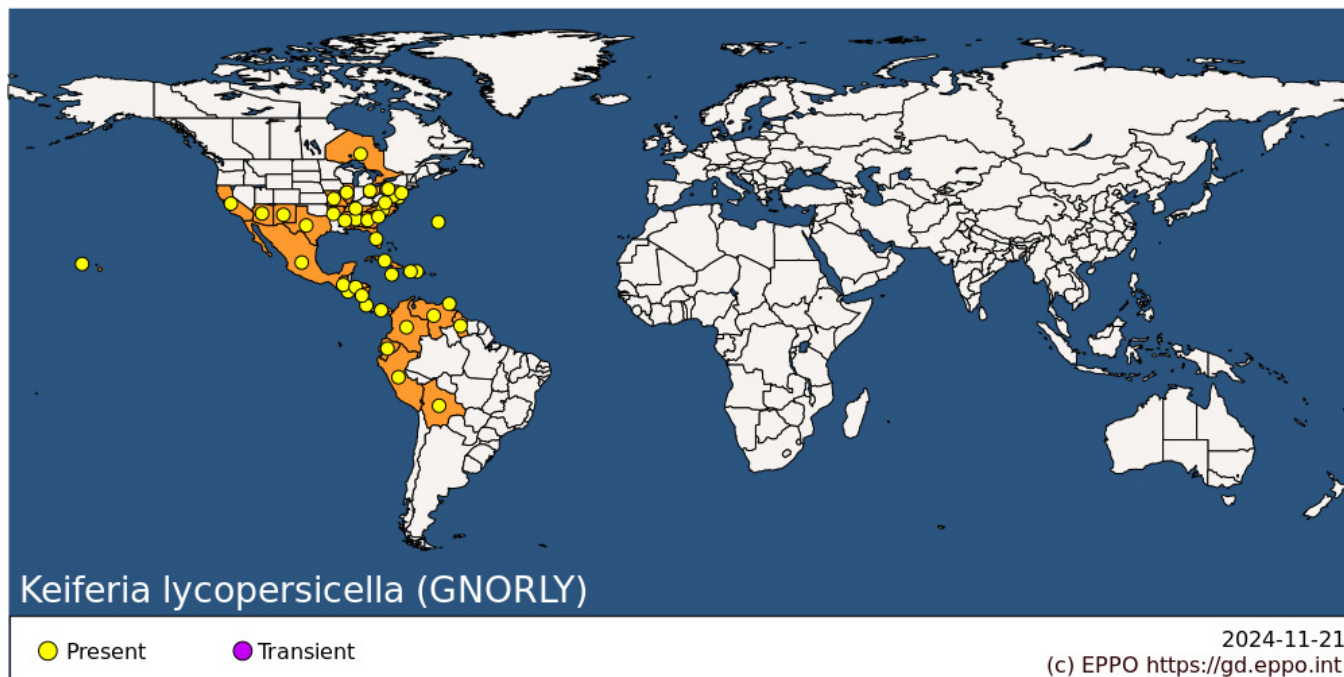 Keiferia lycopersicella (GNORLY)
Present
Transient
2024-11-21
(c) EPPO https://gd.eppo.int